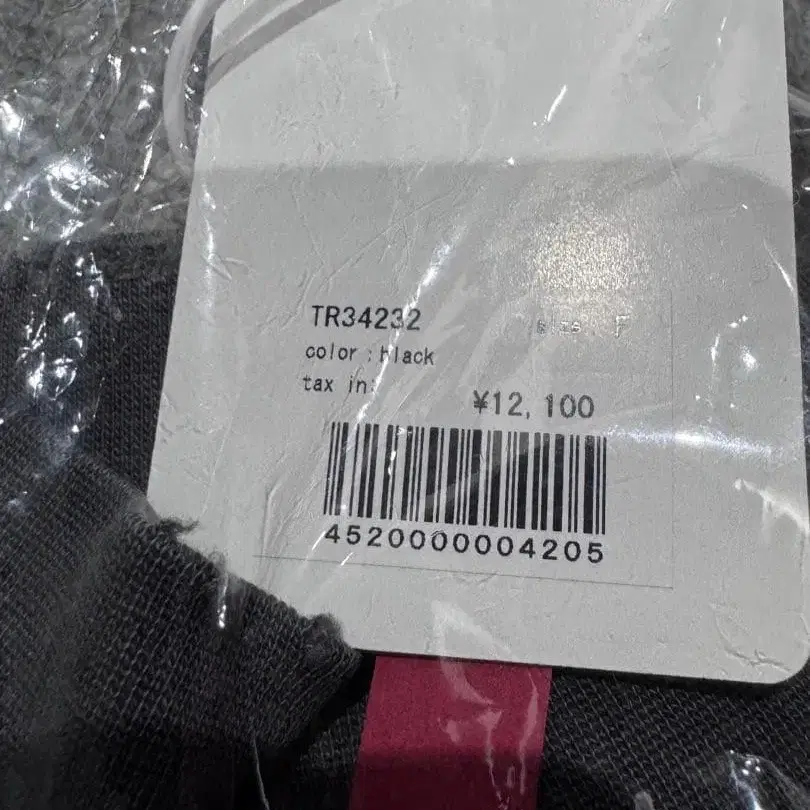 TR34232 size F
color : black
tax in:
¥12, 100
4520000004205